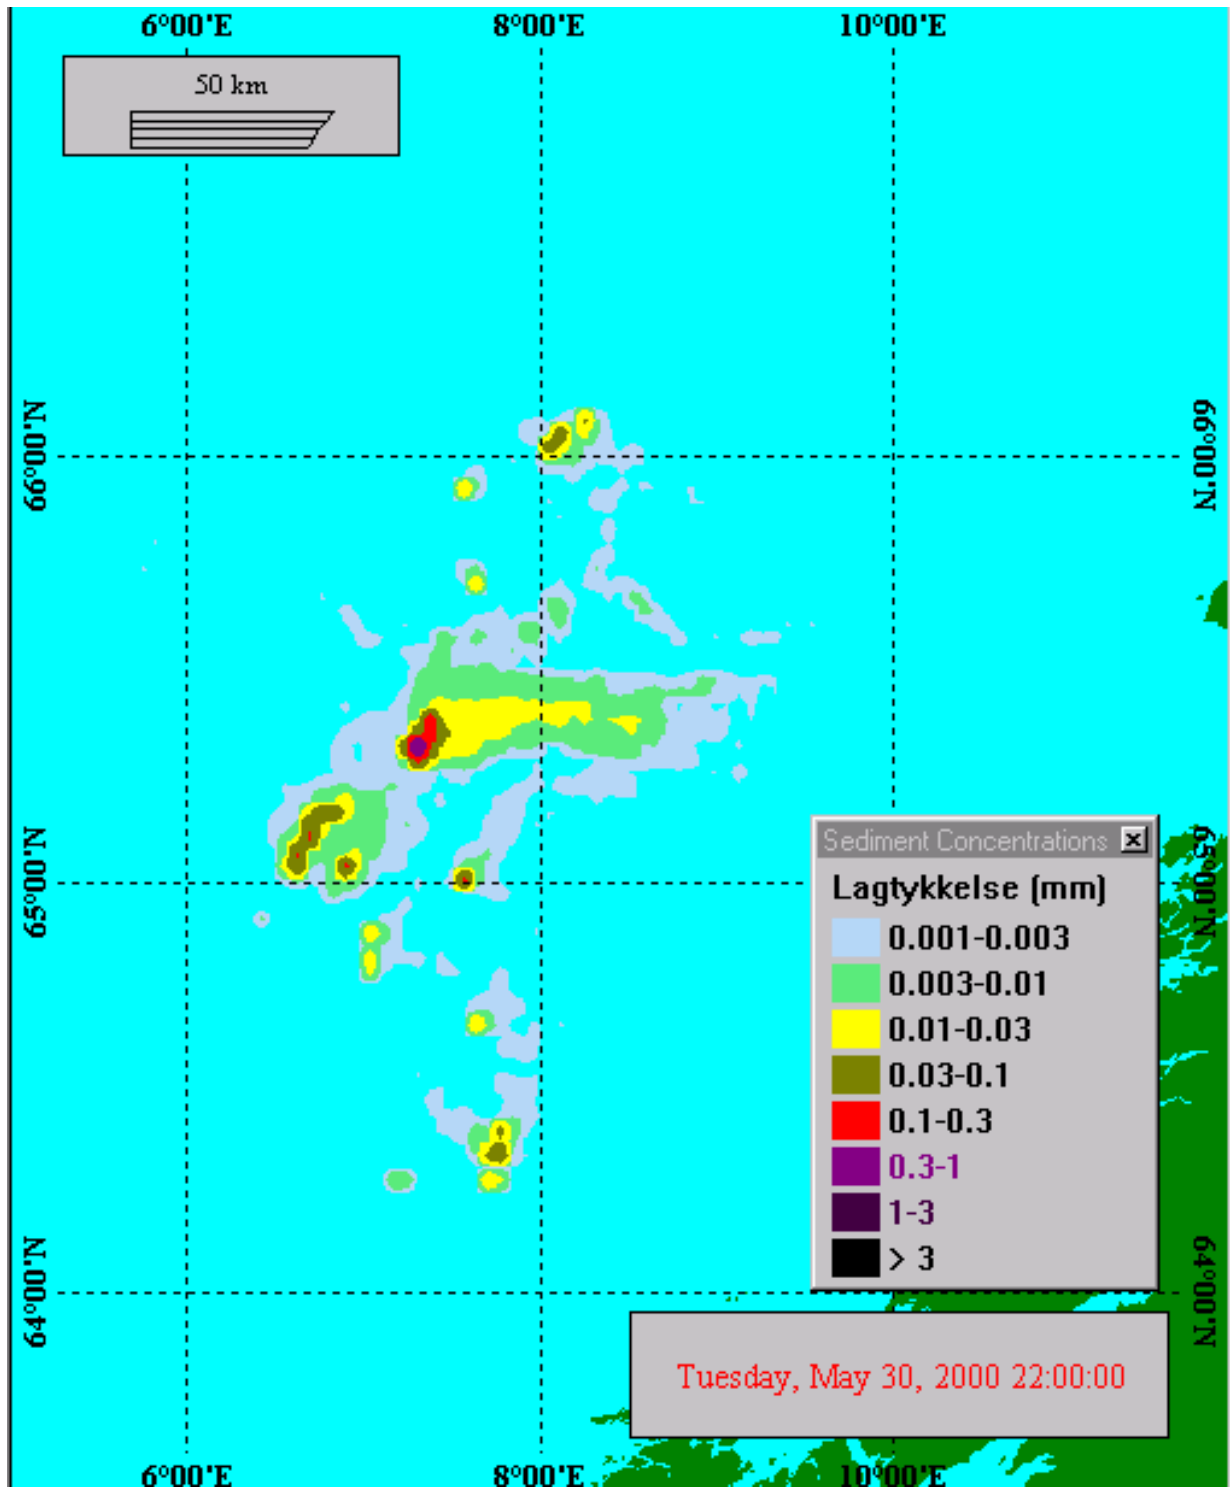 6°00'E 8°00'E 10°00'E
50 km
66°00'N 66°00'N
Sediment Concentrations
65°00'N 65°00'N
Lagtykkelse (mm)
0.001-0.003
0.003-0.01
0.01-0.03
0.03-0.1
0.1-0.3
0.3-1
1-3
> 3
64°00'N 64°00'N
Tuesday, May 30, 2000 22:00:00
6°00'E 8°00'E 10°00'E